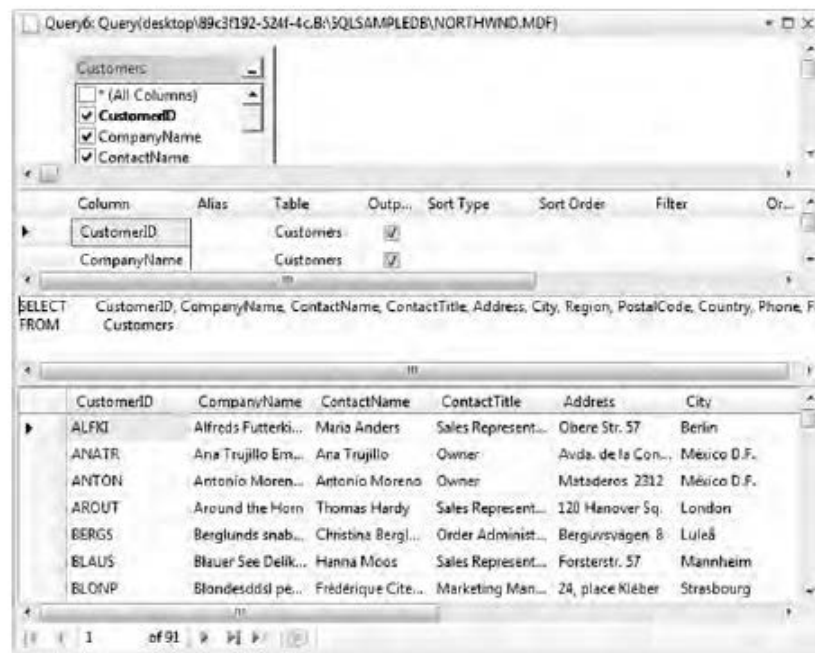 Query6: Query(desktop\89c3f192-524f-4c.B:\SQLSAMPLEDB\NORTHWND.MDF)
Customers
* (All Columns)
CustomerID
CompanyName
ContactName
Column Alias Table Outp... Sort Type Sort Order Filter Or...
CustomerID Customers
CompanyName Customers
SELECT CustomerID, CompanyName, ContactName, ContactTitle, Address, City, Region, PostalCode, Country, Phone, F
FROM Customers
CustomerID CompanyName ContactName ContactTitle Address City
ALFKI Alfreds Futterki... Maria Anders Sales Represent... Obere Str. 57 Berlin
ANATR Ana Trujillo Em... Ana Trujillo Owner Avda. de la Con... México D.F.
ANTON Antonio Moren... Antonio Moreno Owner Mataderos 2312 México D.F.
AROUT Around the Horn Thomas Hardy Sales Represent... 120 Hanover Sq. London
BERGS Berglunds snab... Christina Bergl... Order Administ... Berguvsvägen 8 Luleå
BLAUS Blauer See Delik... Hanna Moos Sales Represent... Forsterstr. 57 Mannheim
BLONP Blondesddsl pe... Frédérique Cite... Marketing Man... 24, place Kléber Strasbourg
1 of 91